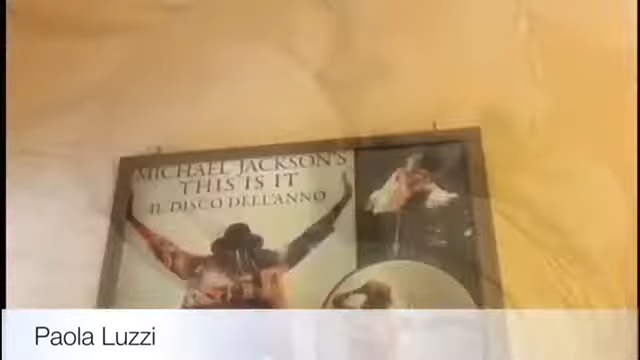 MICHAEL JACKSON'S
THIS IS IT
IL DISCO DELL'ANNO
Paola Luzzi